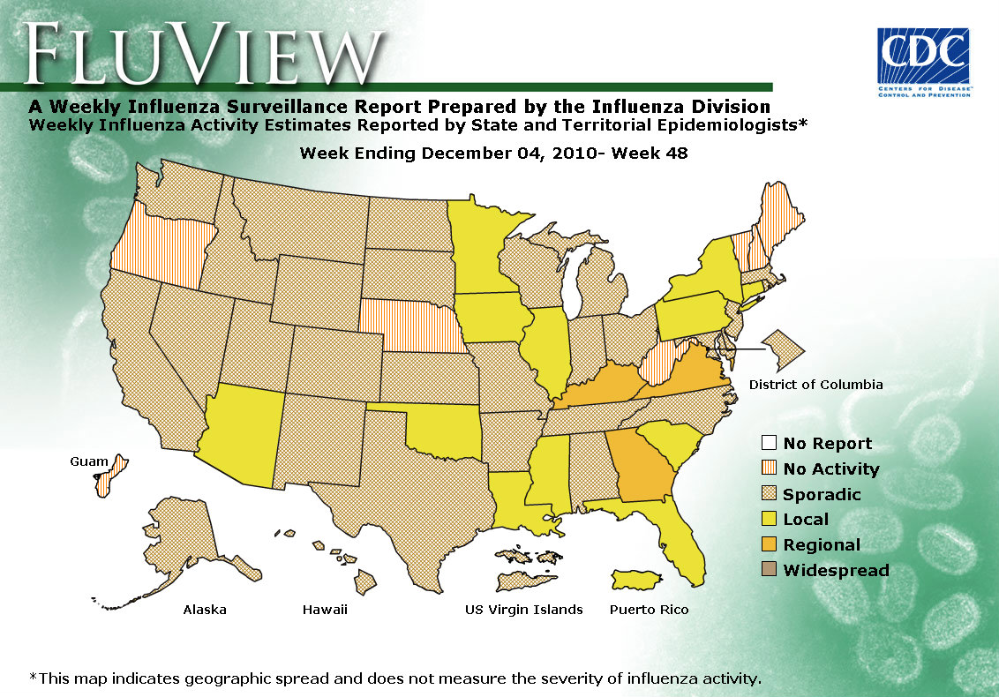 FLUVIEW
CDC
CENTERS FOR DISEASE™
CONTROL AND PREVENTION
A Weekly Influenza Surveillance Report Prepared by the Influenza Division
Weekly Influenza Activity Estimates Reported by State and Territorial Epidemiologists*
Week Ending December 04, 2010- Week 48
District of Columbia
No Report
No Activity
Sporadic
Local
Regional
Widespread
Guam
Alaska
Hawaii
US Virgin Islands
Puerto Rico
*This map indicates geographic spread and does not measure the severity of influenza activity.